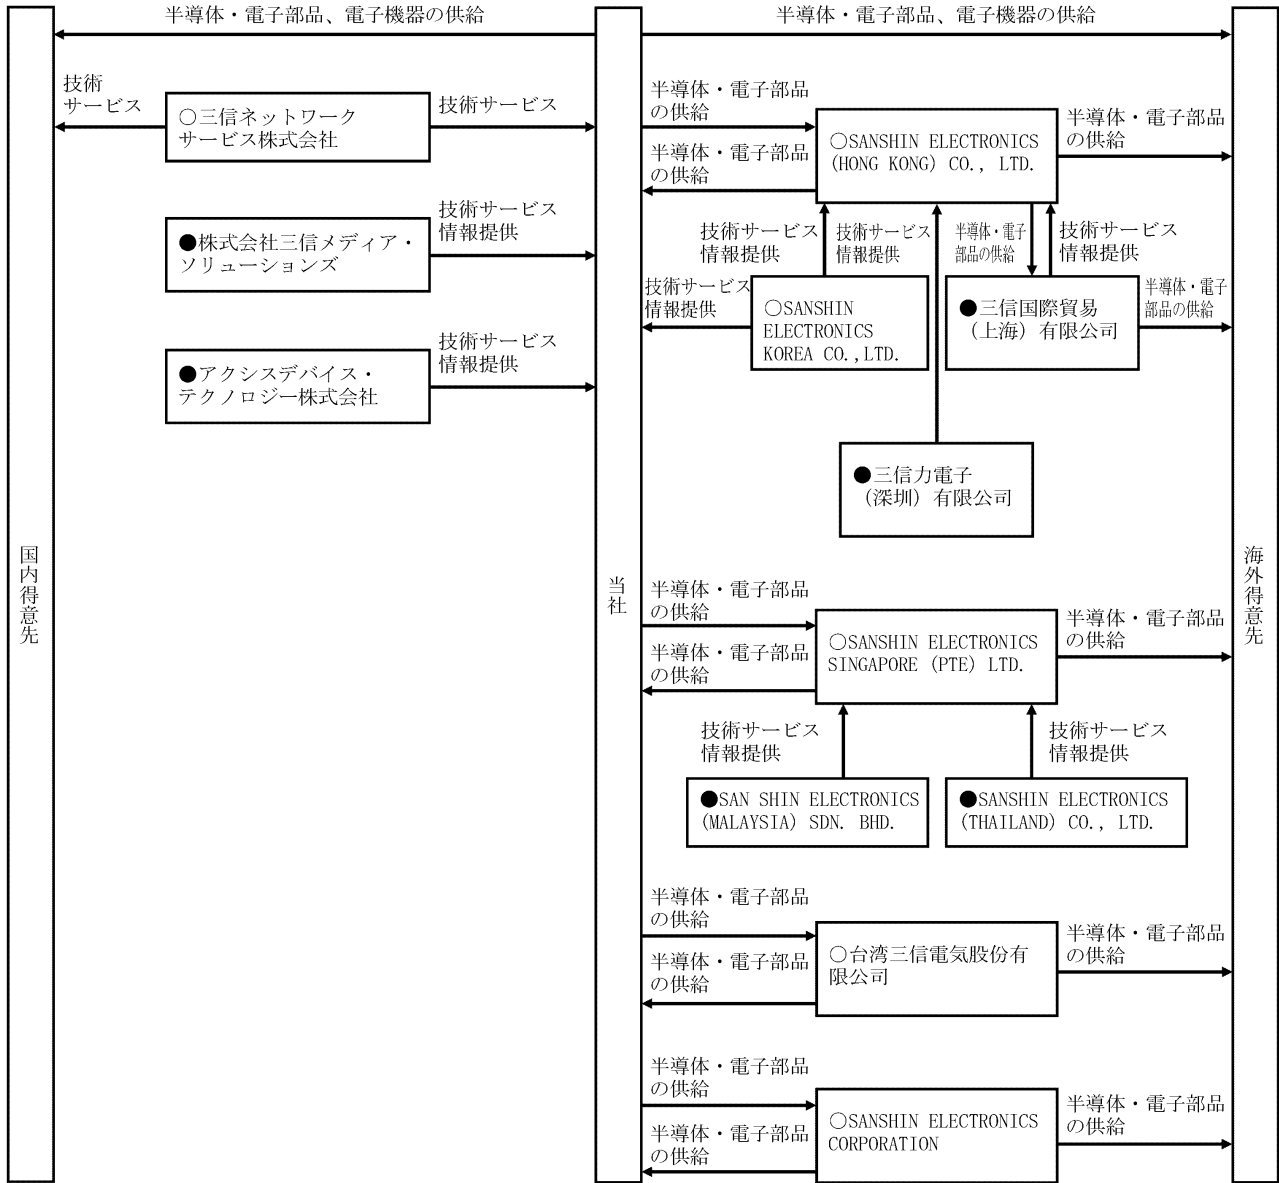 半導体・電子部品、電子機器の供給
半導体・電子部品、電子機器の供給
国内得意先
当社
海外得意先
技術
サービス
○三信ネットワーク
サービス株式会社
技術サービス
●株式会社三信メディア・
ソリューションズ
技術サービス
情報提供
●アクシスデバイス・
テクノロジー株式会社
技術サービス
情報提供
半導体・電子部品
の供給
半導体・電子部品
の供給
○SANSHIN ELECTRONICS
(HONG KONG) CO., LTD.
半導体・電子部品
の供給
技術サービス
情報提供
技術サービス
情報提供
半導体・電子
部品の供給
技術サービス
情報提供
技術サービス
情報提供
○SANSHIN
ELECTRONICS
KOREA CO.,LTD.
●三信国際貿易
(上海)有限公司
半導体・電子
部品の供給
●三信力電子
(深圳)有限公司
半導体・電子部品
の供給
半導体・電子部品
の供給
○SANSHIN ELECTRONICS
SINGAPORE (PTE) LTD.
半導体・電子部品
の供給
技術サービス
情報提供
技術サービス
情報提供
●SAN SHIN ELECTRONICS
(MALAYSIA) SDN. BHD.
●SANSHIN ELECTRONICS
(THAILAND) CO., LTD.
半導体・電子部品
の供給
半導体・電子部品
の供給
○台湾三信電気股份有
限公司
半導体・電子部品
の供給
半導体・電子部品
の供給
半導体・電子部品
の供給
○SANSHIN ELECTRONICS
CORPORATION
半導体・電子部品
の供給